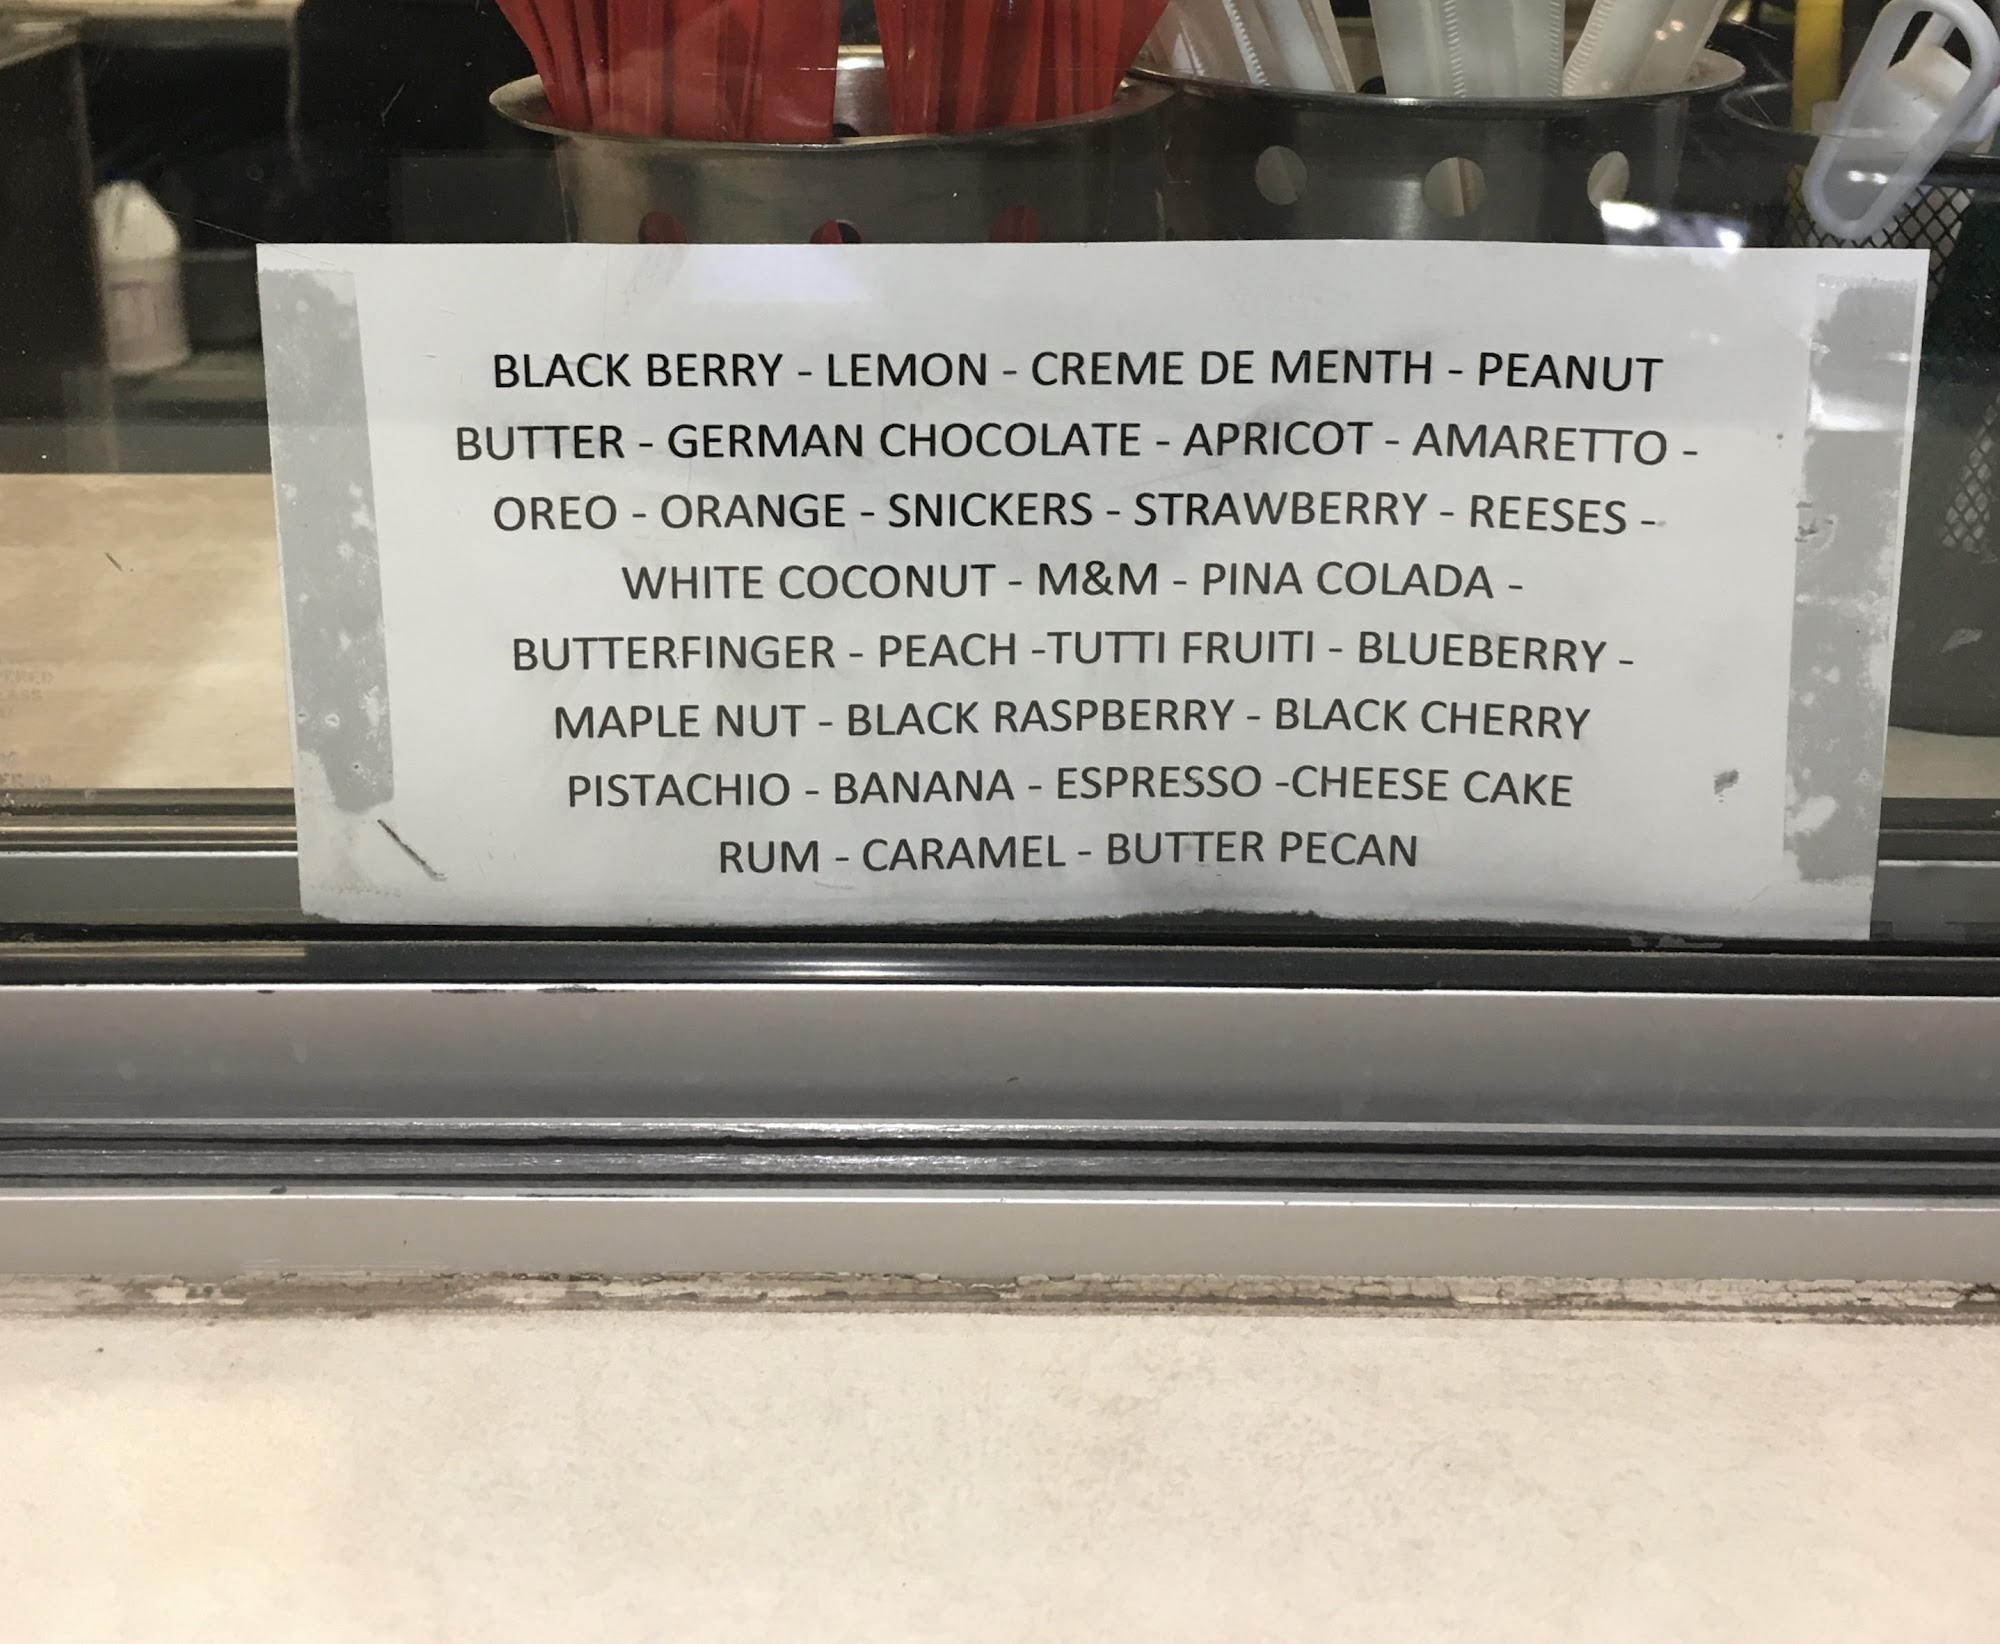 BLACK BERRY - LEMON - CREME DE MENTH - PEANUT
BUTTER - GERMAN CHOCOLATE - APRICOT - AMARETTO -
OREO - ORANGE - SNICKERS - STRAWBERRY - REESES -
WHITE COCONUT - M&M - PINA COLADA -
BUTTERFINGER - PEACH -TUTTI FRUITI - BLUEBERRY -
MAPLE NUT - BLACK RASPBERRY - BLACK CHERRY
PISTACHIO - BANANA - ESPRESSO -CHEESE CAKE
RUM - CARAMEL - BUTTER PECAN